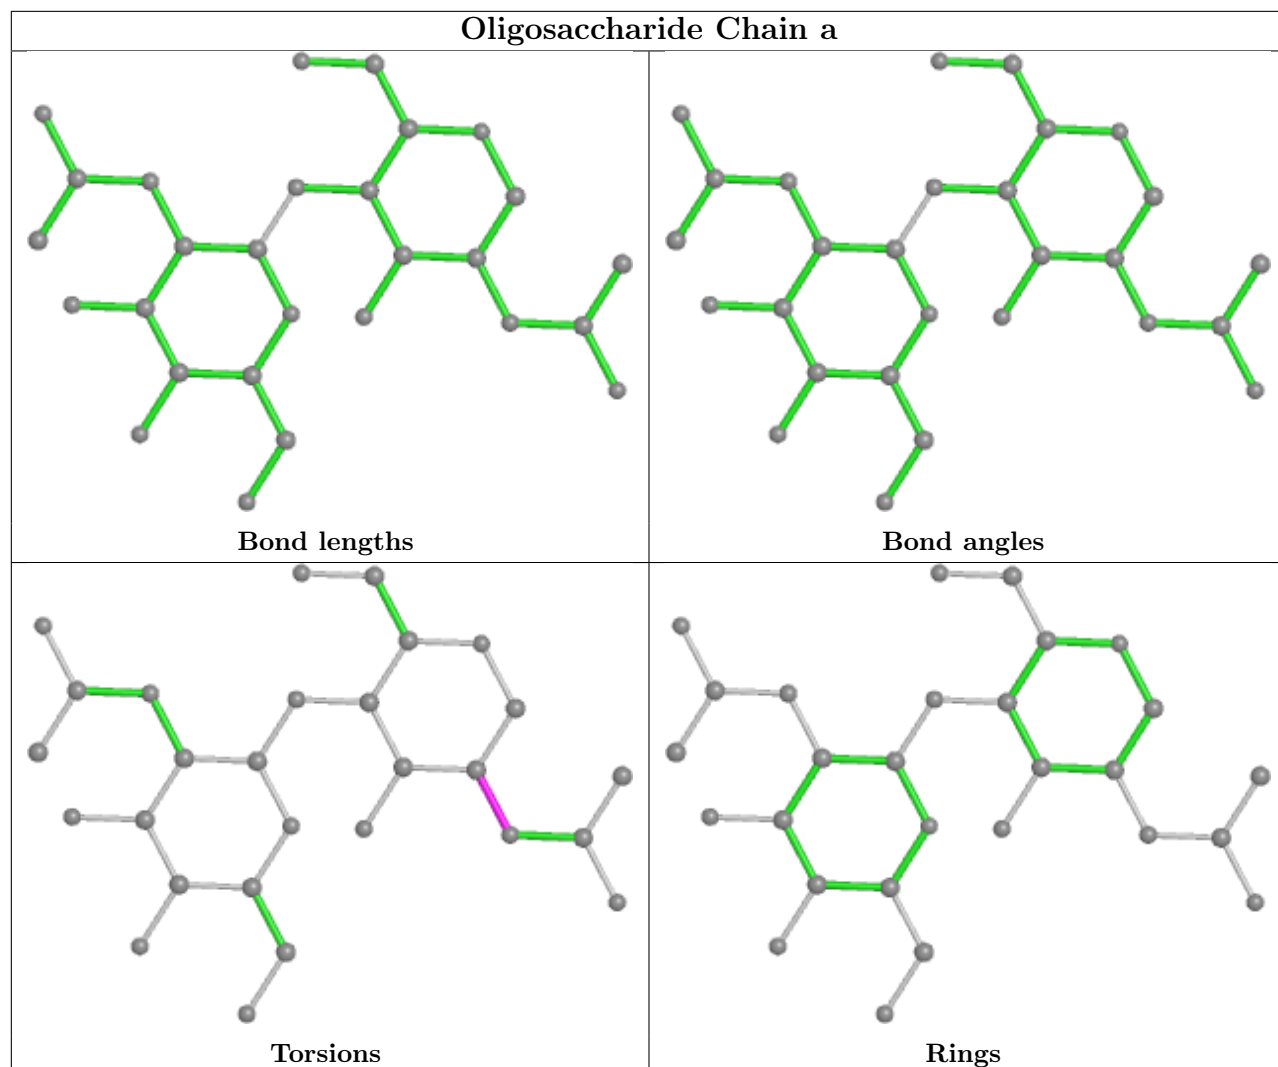 Oligosaccharide Chain a
Bond lengths
Bond angles
Torsions
Rings